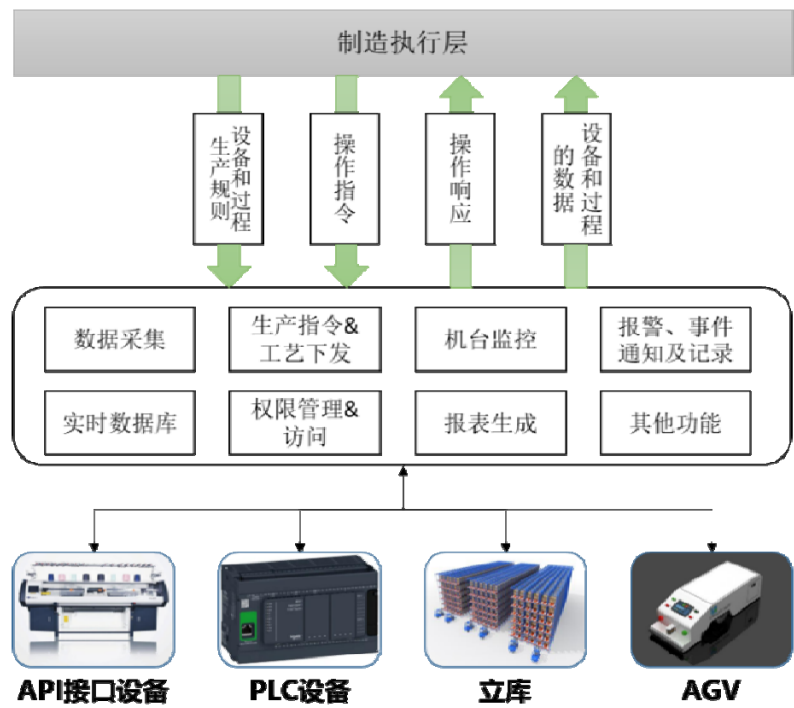 制造执行层
设备和过程
生产规则
操作指令
操作响应
设备和过程
的数据
数据采集
生产指令&
工艺下发
机台监控
报警、事件
通知及记录
实时数据库
权限管理&
访问
报表生成
其他功能
API接口设备
PLC设备
立库
AGV